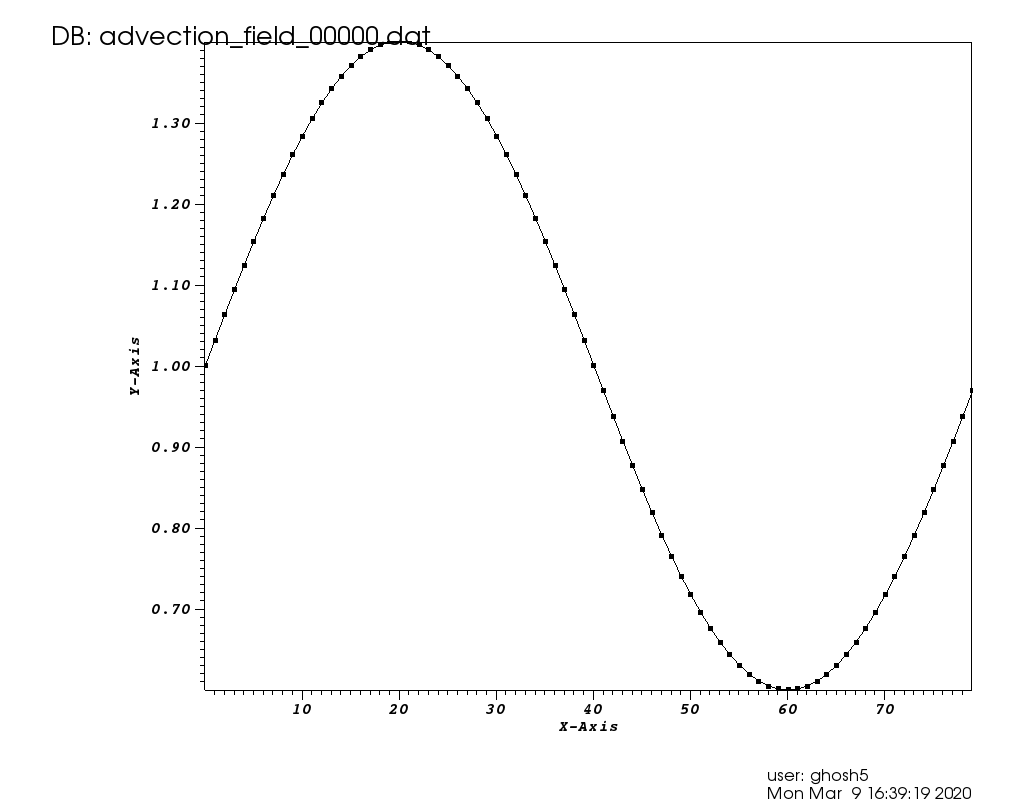 DB: advection_field_00000.dat
1.30
1.20
1.10
1.00
0.90
0.80
0.70
Y-Axis
10 20 30 40 50 60 70
X-Axis
user: ghosh5
Mon Mar 9 16:39:19 2020